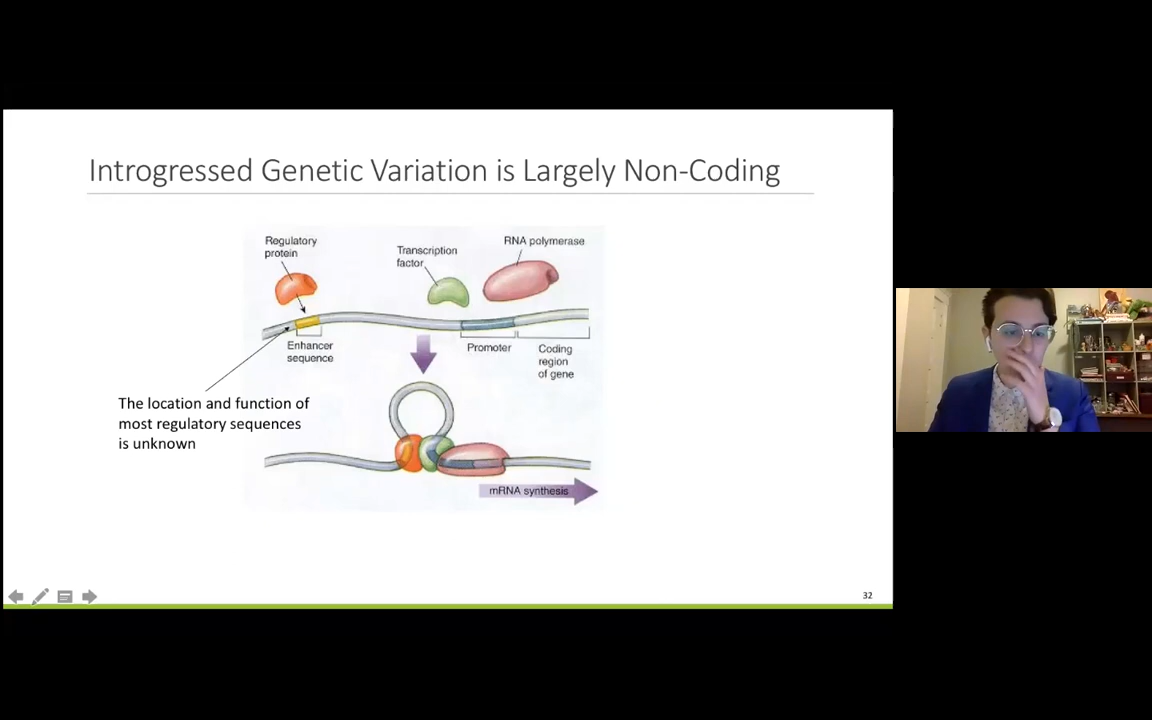 Introgressed Genetic Variation is Largely Non-Coding
Regulatory
protein
Transcription
factor
RNA polymerase
Enhancer
sequence
Promoter
Coding
region
of gene
The location and function of
most regulatory sequences
is unknown
mRNA synthesis
32